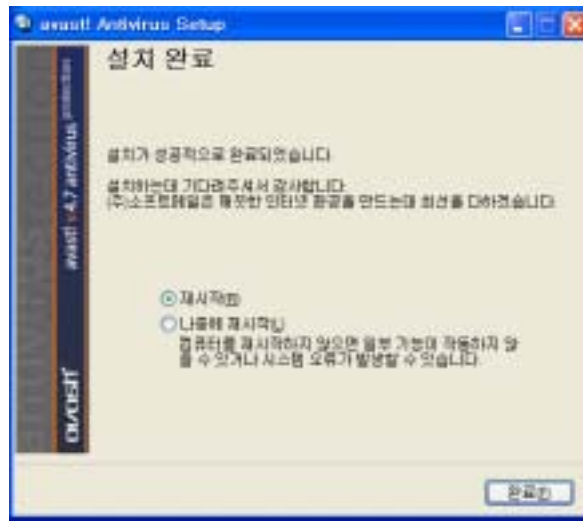 avast! Antivirus Setup
설치 완료
설치가 성공적으로 완료되었습니다.
설치하는데 기다려주셔서 감사합니다.
(주)소프트메일은 깨끗한 인터넷 환경을 만드는데 최선을 다하겠습니다.
재시작(R)
나중에 재시작(L)
컴퓨터를 재시작하지 않으면 일부 기능이 작동하지 않
을 수 있거나 시스템 오류가 발생할 수 있습니다.
완료(F)
avast! v4.7 antivirus protection
avast!